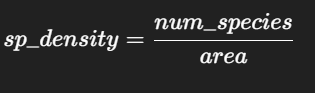 sp_density = num_species
area